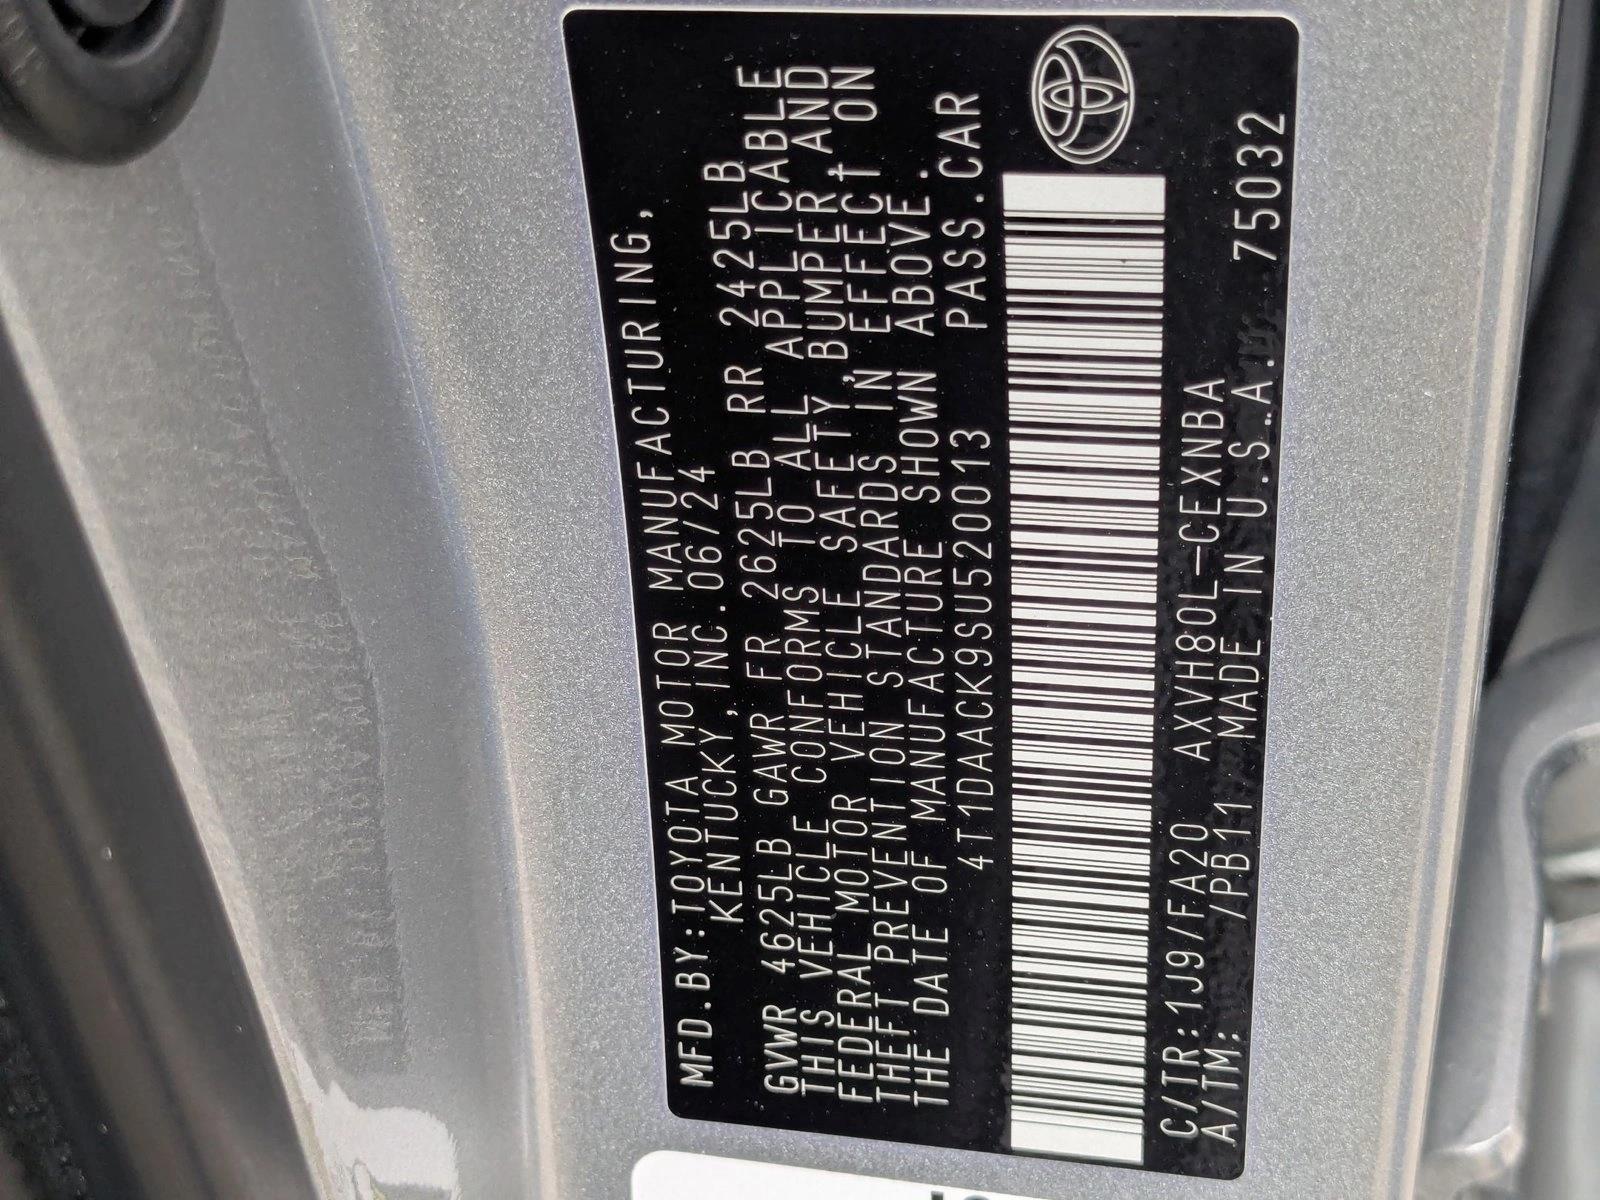 MFD.BY:TOYOTA MOTOR MANUFACTURING,
KENTUCKY, INC.06/24
GVWR 4625LB GAWR FR 2625LB RR 2425LB
THIS VEHICLE CONFORMS TO ALL APPLICABLE
FEDERAL MOTOR VEHICLE SAFETY, BUMPER AND
THEFT PREVENTION STANDARDS IN EFFECT ON
THE DATE OF MANUFACTURE SHOWN ABOVE.
4T1DAACK9SU520013 PASS.CAR
C/TR:1J9/FA20 AXVH80L-CEXNBA
A/TM: /PB11 MADE IN U.S.A. 75032